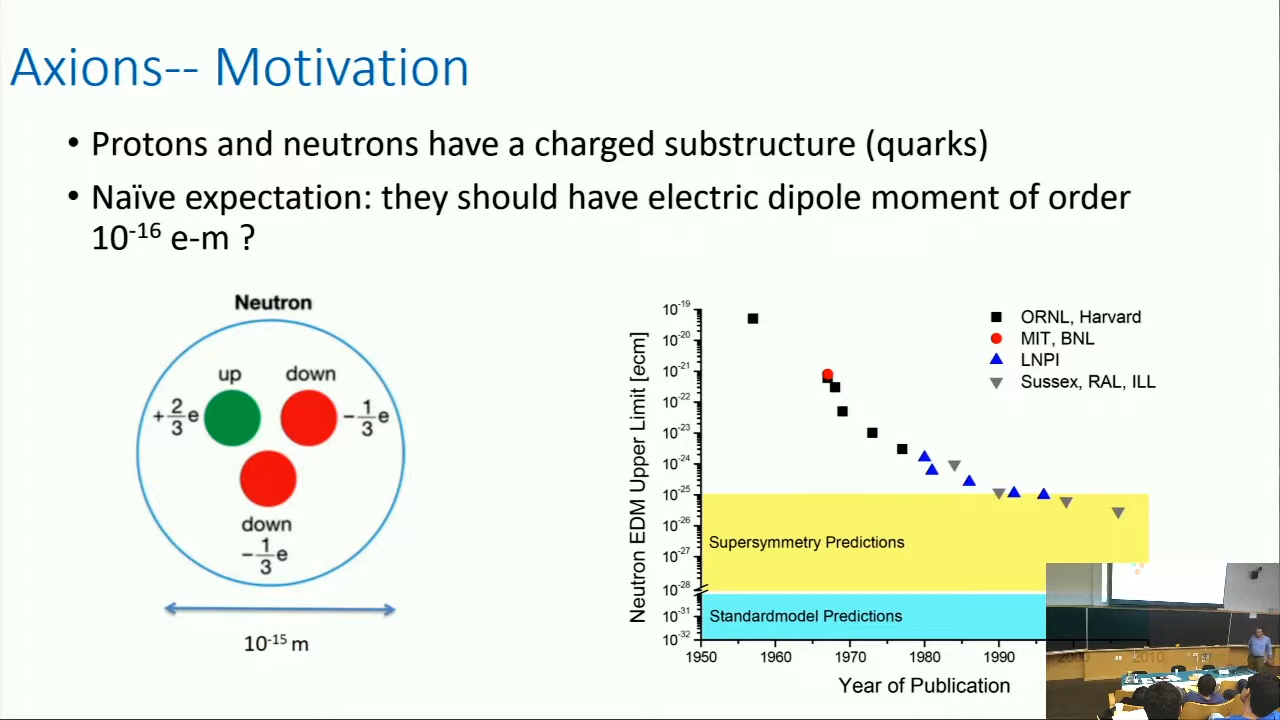 Axions-- Motivation
• Protons and neutrons have a charged substructure (quarks)
• Naïve expectation: they should have electric dipole moment of order
10⁻¹⁶ e-m ?
Neutron
up
down
+2/3 e
-1/3 e
down
-1/3 e
10⁻¹⁵ m
Neutron EDM Upper Limit [ecm]
10⁻¹⁹
10⁻²⁰
10⁻²¹
10⁻²²
10⁻²³
10⁻²⁴
10⁻²⁵
10⁻²⁶
10⁻²⁷
10⁻²⁸
10⁻³¹
10⁻³²
ORNL, Harvard
MIT, BNL
LNPI
Sussex, RAL, ILL
Supersymmetry Predictions
Standardmodel Predictions
1950 1960 1970 1980 1990 2000 2010
Year of Publication